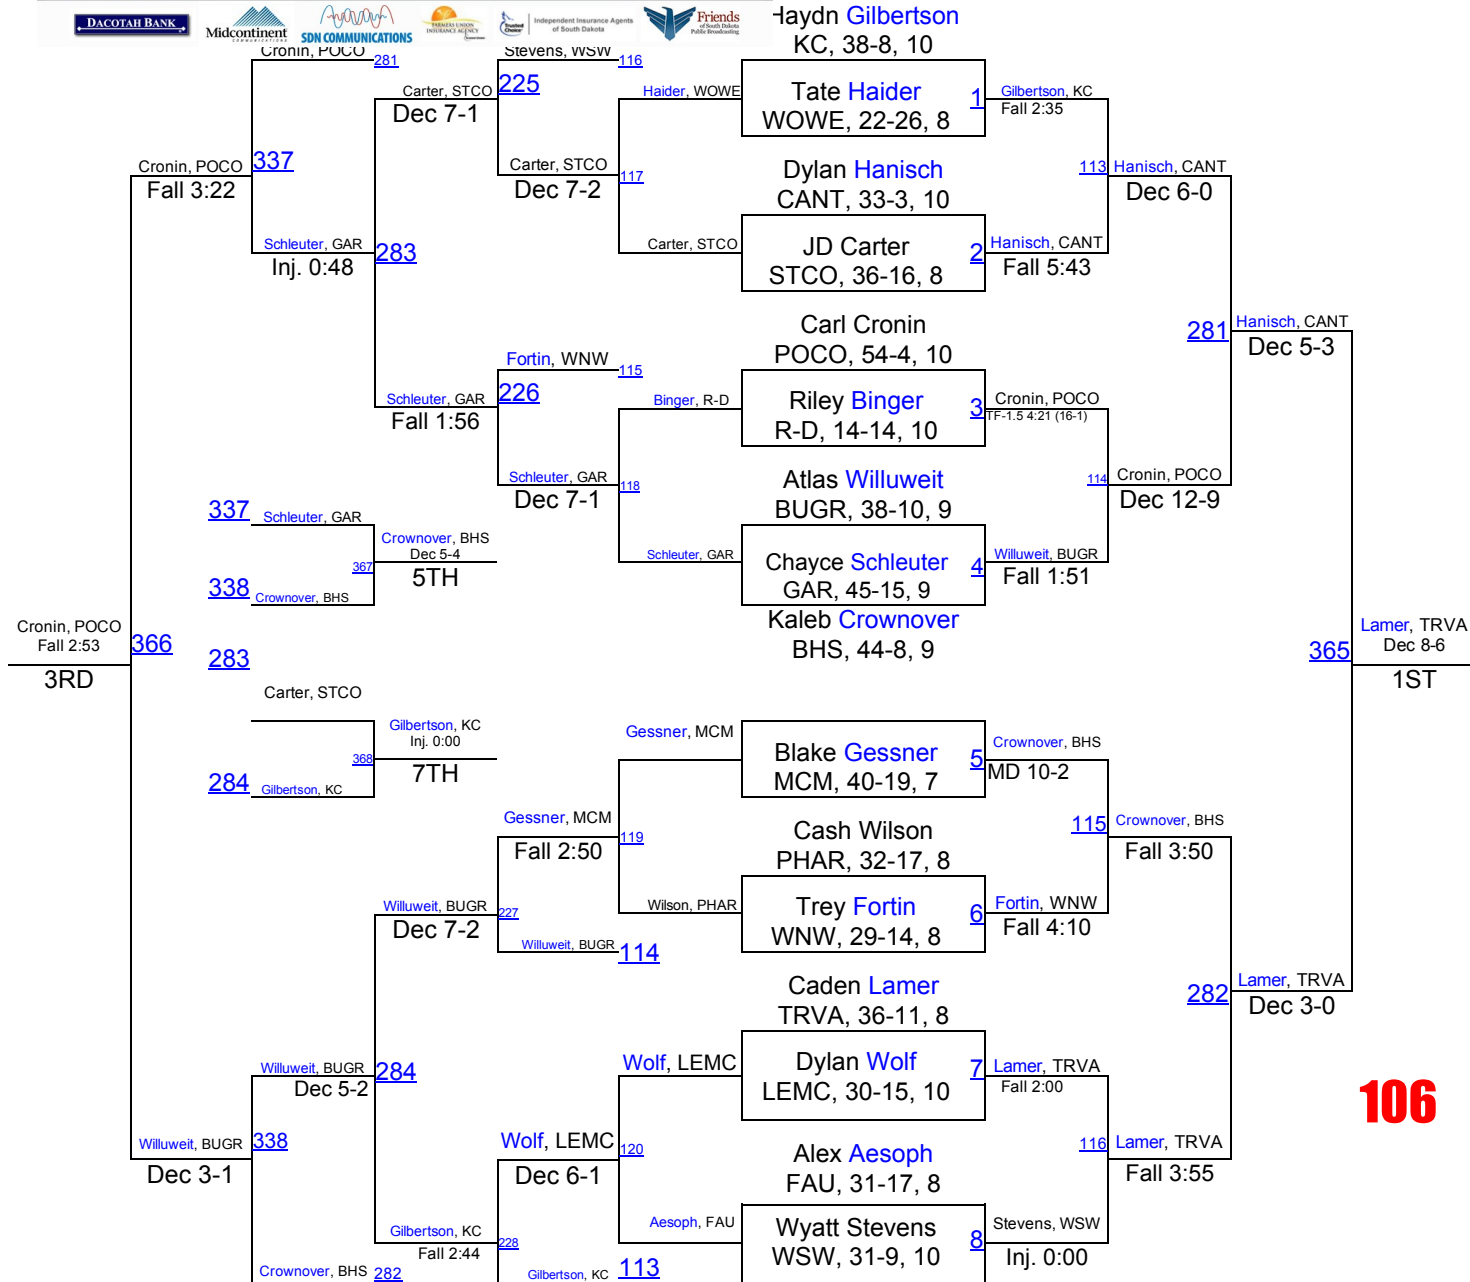 DACOTAH BANK
Midcontinent
COMMUNICATIONS
SDN COMMUNICATIONS
FARMERS UNION
INSURANCE AGENCY
Trusted
Choice
Independent Insurance Agents
of South Dakota
Friends
of South Dakota
Public Broadcasting
Haydn Gilbertson
KC, 38-8, 10
Tate Haider
WOWE, 22-26, 8
1
Dylan Hanisch
CANT, 33-3, 10
JD Carter
STCO, 36-16, 8
2
Carl Cronin
POCO, 54-4, 10
Riley Binger
R-D, 14-14, 10
3
Atlas Willuweit
BUGR, 38-10, 9
Chayce Schleuter
GAR, 45-15, 9
4
Kaleb Crownover
BHS, 44-8, 9
Blake Gessner
MCM, 40-19, 7
5
Cash Wilson
PHAR, 32-17, 8
Trey Fortin
WNW, 29-14, 8
6
Caden Lamer
TRVA, 36-11, 8
Dylan Wolf
LEMC, 30-15, 10
7
Alex Aesoph
FAU, 31-17, 8
Wyatt Stevens
WSW, 31-9, 10
8
Gilbertson, KC
Fall 2:35
Hanisch, CANT
Fall 5:43
Cronin, POCO
TF-1.5 4:21 (16-1)
Willuweit, BUGR
Fall 1:51
Crownover, BHS
MD 10-2
Fortin, WNW
Fall 4:10
Lamer, TRVA
Fall 2:00
Stevens, WSW
Inj. 0:00
113 Hanisch, CANT
Dec 6-0
114 Cronin, POCO
Dec 12-9
115 Crownover, BHS
Fall 3:50
116 Lamer, TRVA
Fall 3:55
281 Hanisch, CANT
Dec 5-3
282 Lamer, TRVA
Dec 3-0
365
Lamer, TRVA
Dec 8-6
1ST
106
Haider, WOWE
117
Carter, STCO
Binger, R-D
118
Schleuter, GAR
Gessner, MCM
119
Wilson, PHAR
Wolf, LEMC
120
Aesoph, FAU
Stevens, WSW 116
225
Carter, STCO
Dec 7-2
Fortin, WNW 115
226
Schleuter, GAR
Dec 7-1
Gessner, MCM
Fall 2:50
227
Willuweit, BUGR 114
Wolf, LEMC
Dec 6-1
228
Gilbertson, KC 113
Carter, STCO
Dec 7-1
283
Schleuter, GAR
Fall 1:56
Willuweit, BUGR
Dec 7-2
284
Gilbertson, KC
Fall 2:44
Cronin, POCO 281
337
Schleuter, GAR
Inj. 0:48
Willuweit, BUGR
Dec 5-2
338
Crownover, BHS 282
Cronin, POCO
Fall 3:22
366
Willuweit, BUGR
Dec 3-1
Cronin, POCO
Fall 2:53
3RD
337 Schleuter, GAR
367
338 Crownover, BHS
Crownover, BHS
Dec 5-4
5TH
283
Carter, STCO
368
284 Gilbertson, KC
Gilbertson, KC
Inj. 0:00
7TH